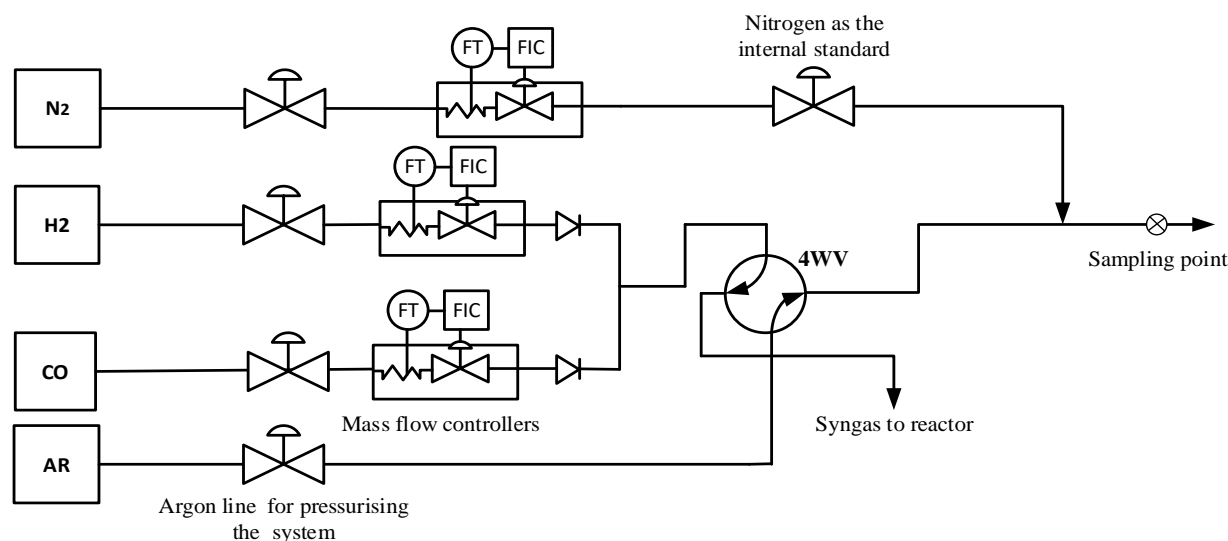 Nitrogen as the
internal standard
FT
FIC
N2
FT
FIC
H2
4WV
Sampling point
FT
FIC
CO
Mass flow controllers
Syngas to reactor
AR
Argon line for pressurising
the system